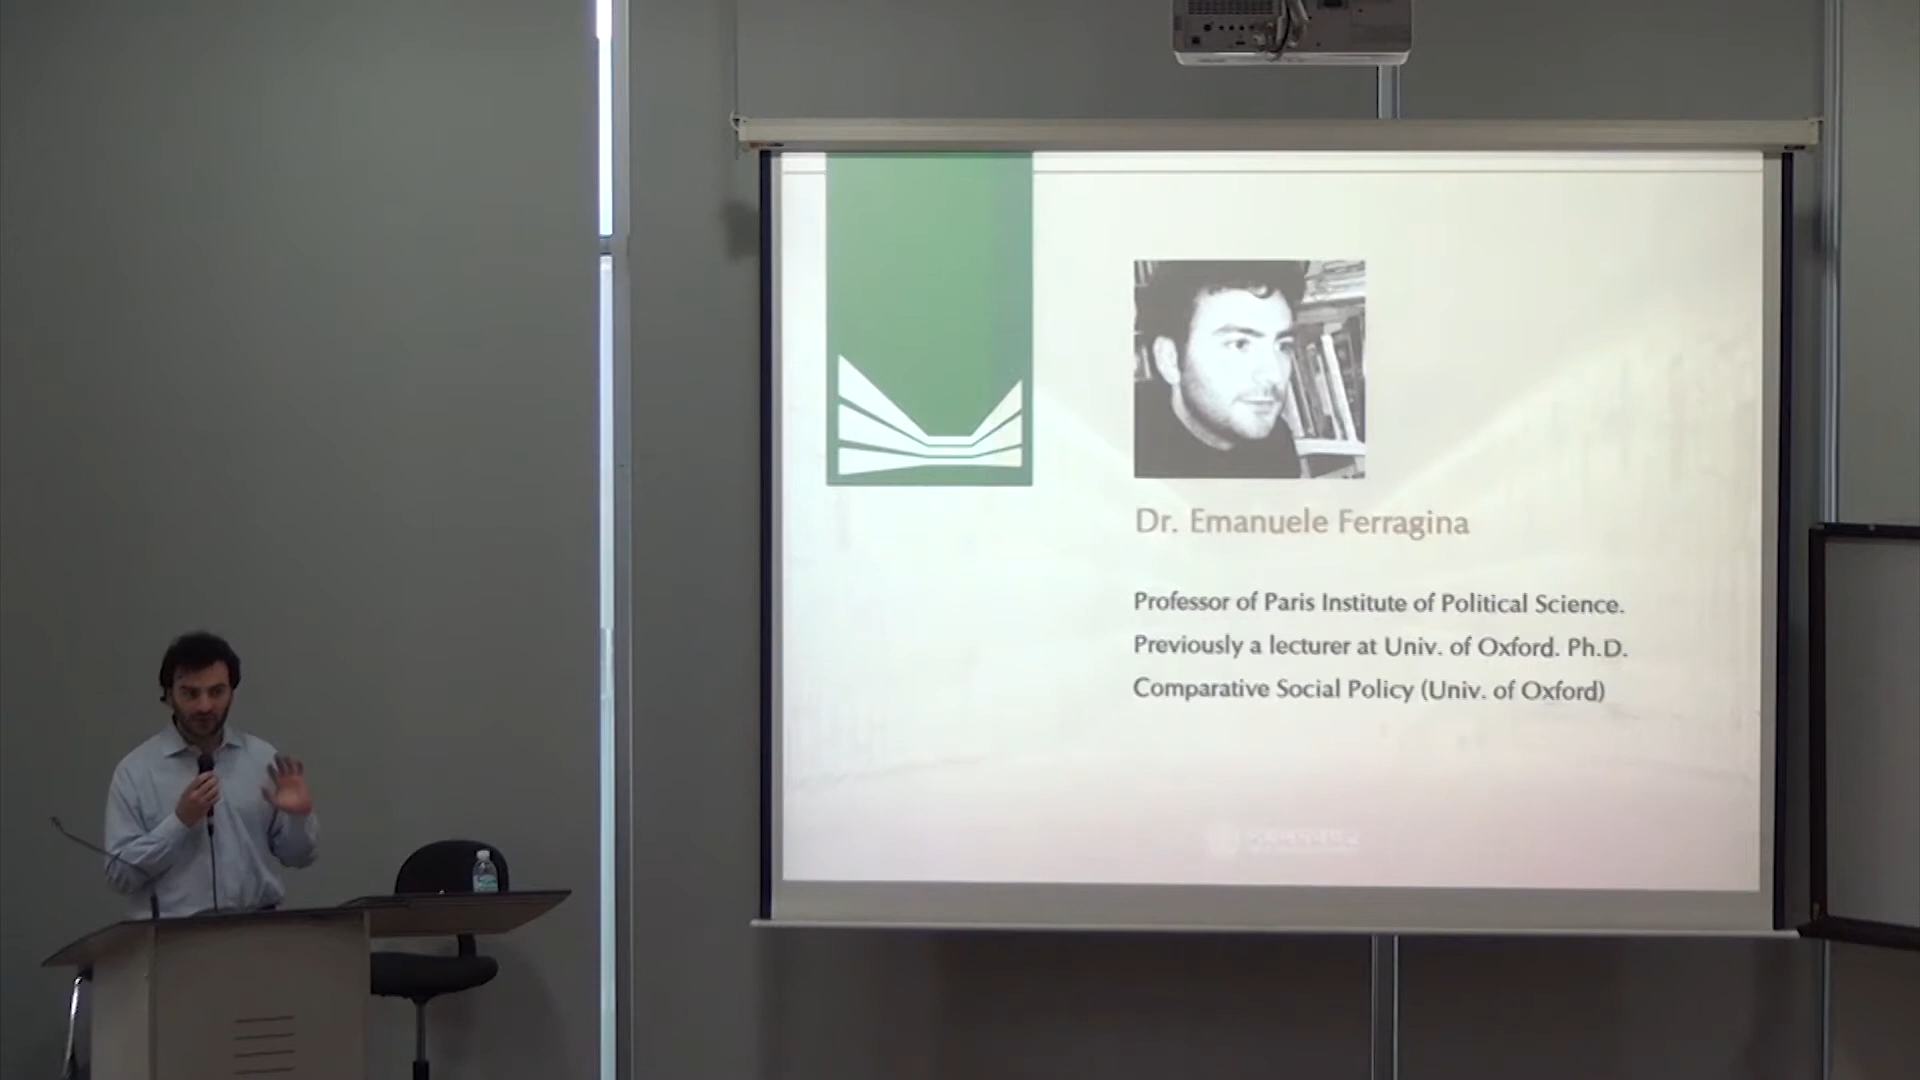 Dr. Emanuele Ferragina
Professor of Paris Institute of Political Science.
Previously a lecturer at Univ. of Oxford. Ph.D.
Comparative Social Policy (Univ. of Oxford)